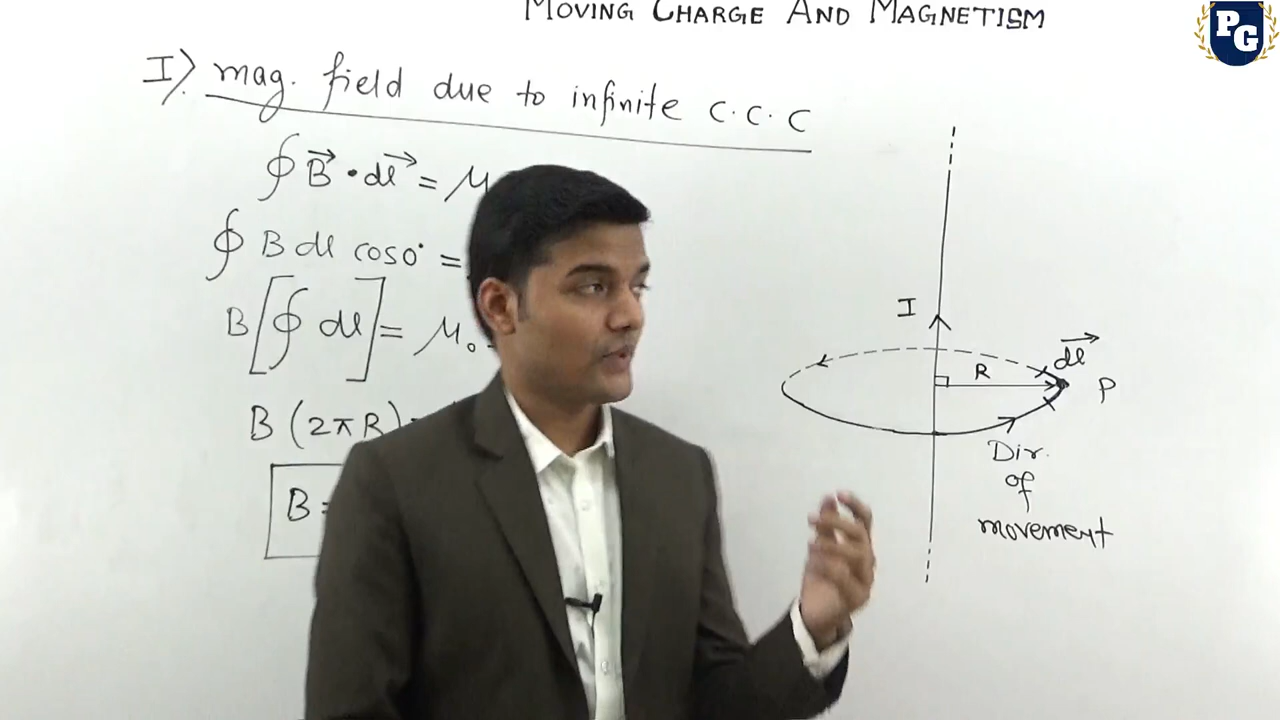 MOVING CHARGE AND MAGNETISM
PG
I). mag. field due to infinite C.C.C
∮ B⃗ · dl⃗ = μ
∮ B dl cos0° =
B [∮ dl] = μ₀
B (2πR) =
B =
I
dl⃗
R
P
Dir.
of
movement